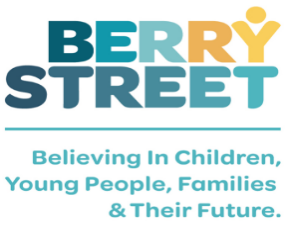 BERRY
STREET
Believing In Children,
Young People, Families
& Their Future.